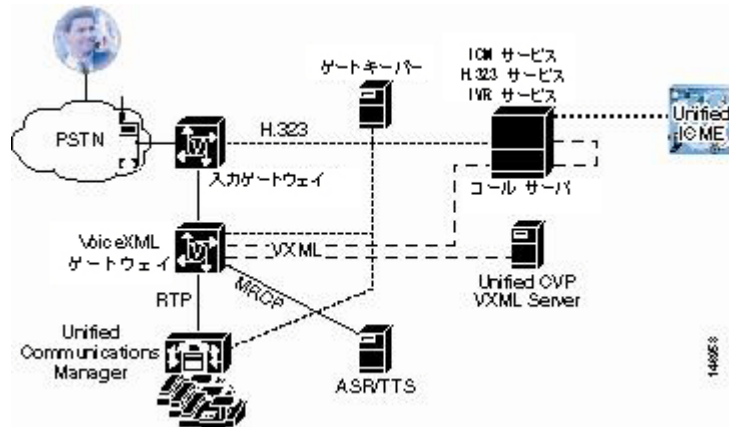 ICM サービス
H.323 サービス
IVR サービス
ゲートキーパー
Unified
ICME
PSTN
H.323
入力ゲートウェイ
コール サーバ
VoiceXML
ゲートウェイ
VXML
Unified CVP
VXML Server
RTP
MRCP
Unified
Communications
Manager
ASR/TTS